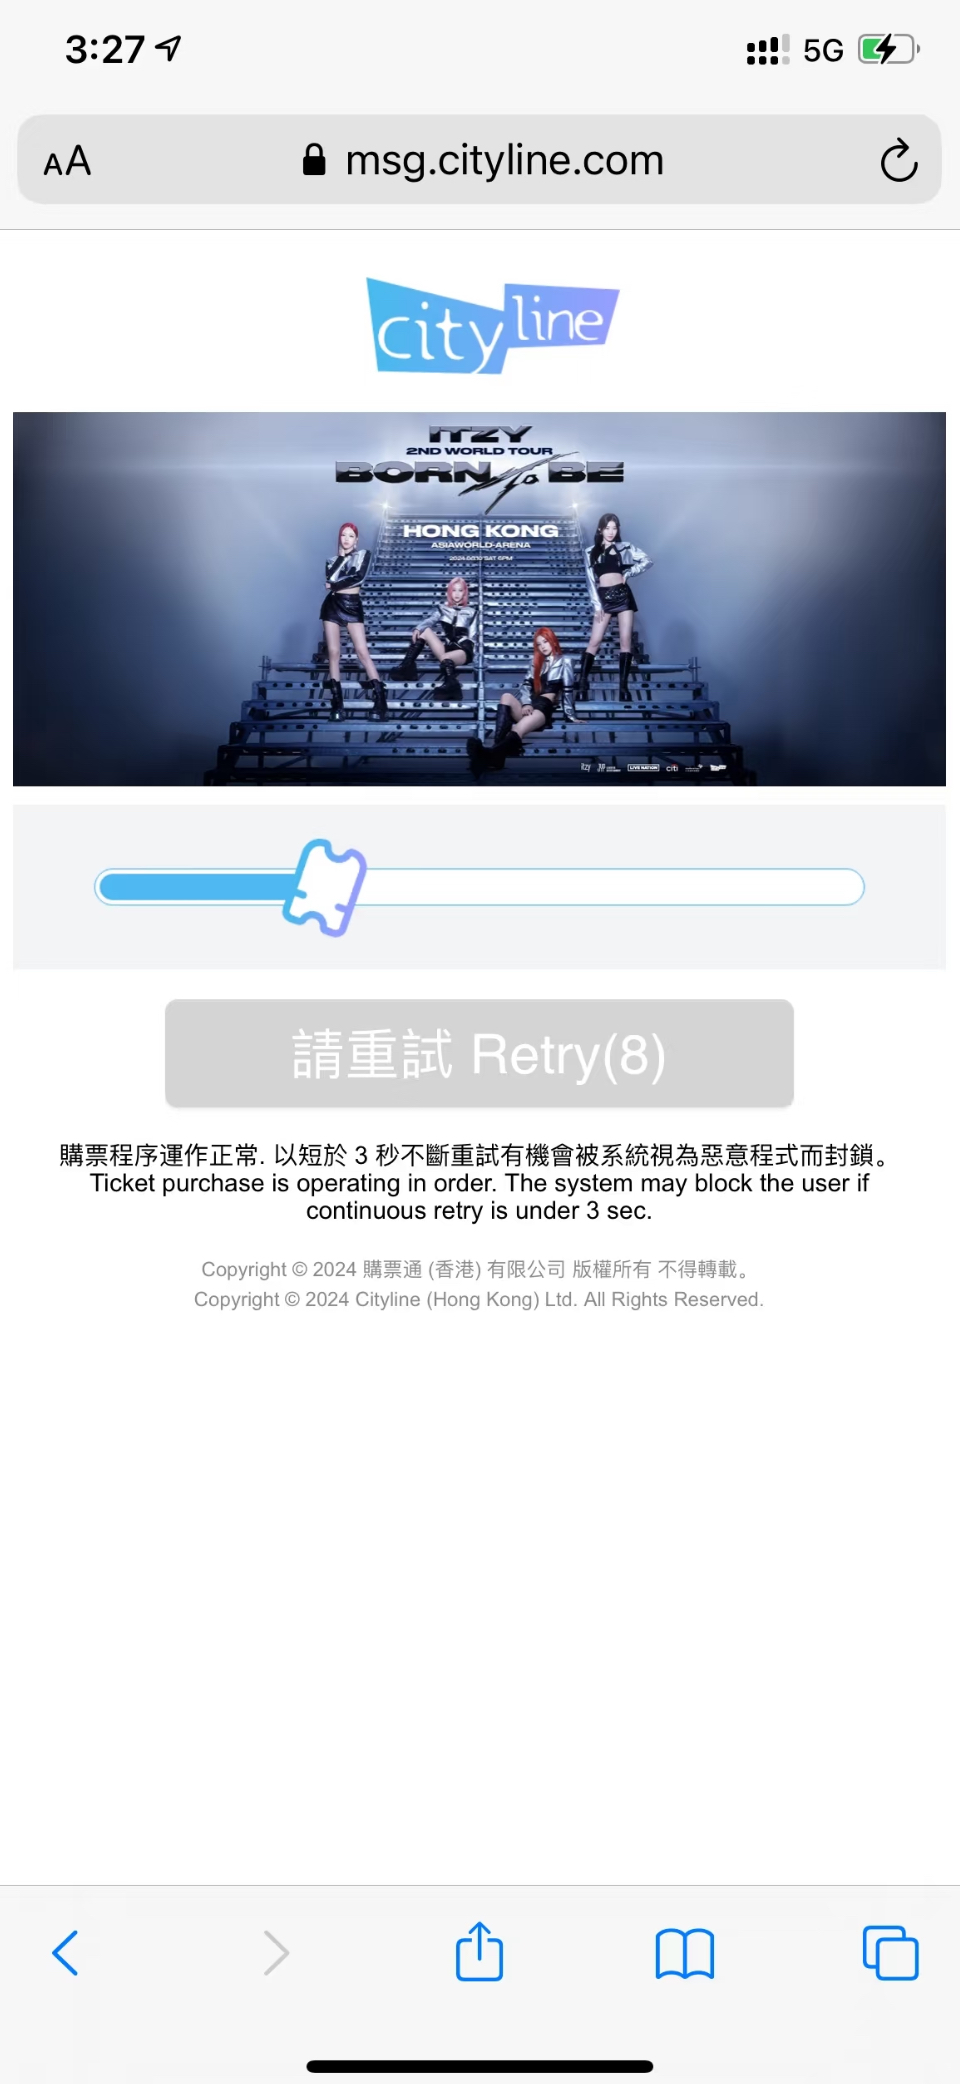 3:27
5G
AA
msg.cityline.com
city line
ITZY
2ND WORLD TOUR
BORN To BE
HONG KONG
ASIAWORLD-ARENA
LIVE NATION
citi
請重試 Retry(8)
購票程序運作正常. 以短於 3 秒不斷重試有機會被系統視為惡意程式而封鎖。
Ticket purchase is operating in order. The system may block the user if
continuous retry is under 3 sec.
Copyright © 2024 購票通 (香港) 有限公司 版權所有 不得轉載。
Copyright © 2024 Cityline (Hong Kong) Ltd. All Rights Reserved.